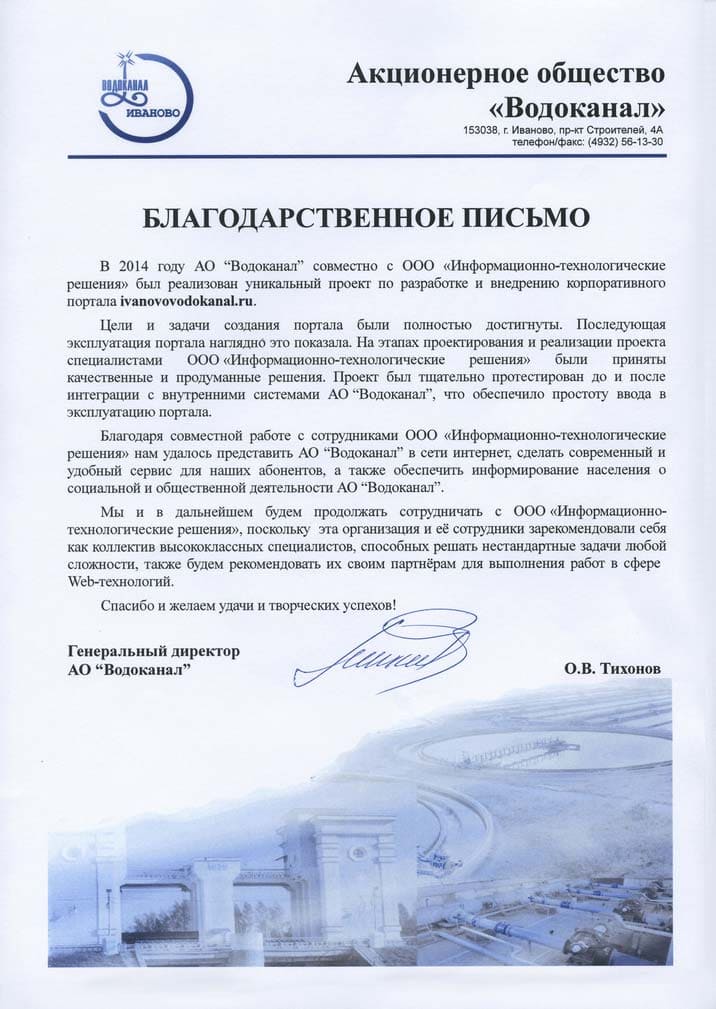 ВОДОКАНАЛ
ИВАНОВО
Акционерное общество
«Водоканал»
153038, г. Иваново, пр-кт Строителей, 4А
телефон/факс: (4932) 56-13-30
БЛАГОДАРСТВЕННОЕ ПИСЬМО
В 2014 году АО “Водоканал” совместно с ООО «Информационно-технологические
решения» был реализован уникальный проект по разработке и внедрению корпоративного
портала ivanovovodokanal.ru.
Цели и задачи создания портала были полностью достигнуты. Последующая
эксплуатация портала наглядно это показала. На этапах проектирования и реализации проекта
специалистами ООО «Информационно-технологические решения» были приняты
качественные и продуманные решения. Проект был тщательно протестирован до и после
интеграции с внутренними системами АО “Водоканал”, что обеспечило простоту ввода в
эксплуатацию портала.
Благодаря совместной работе с сотрудниками ООО «Информационно-технологические
решения» нам удалось представить АО “Водоканал” в сети интернет, сделать современный и
удобный сервис для наших абонентов, а также обеспечить информирование населения о
социальной и общественной деятельности АО “Водоканал”.
Мы и в дальнейшем будем продолжать сотрудничать с ООО «Информационно-
технологические решения», поскольку эта организация и её сотрудники зарекомендовали себя
как коллектив высококлассных специалистов, способных решать нестандартные задачи любой
сложности, также будем рекомендовать их своим партнёрам для выполнения работ в сфере
Web-технологий.
Спасибо и желаем удачи и творческих успехов!
Генеральный директор
АО “Водоканал”
О.В. Тихонов